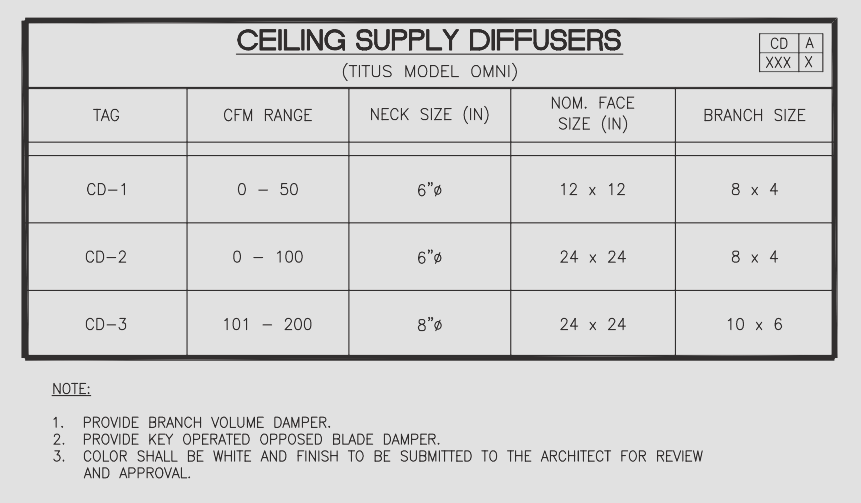 CEILING SUPPLY DIFFUSERS
(TITUS MODEL OMNI)
CD A
XXX X
TAG CFM RANGE NECK SIZE (IN) NOM. FACE SIZE (IN) BRANCH SIZE
CD-1 0 - 50 6"ø 12 x 12 8 x 4
CD-2 0 - 100 6"ø 24 x 24 8 x 4
CD-3 101 - 200 8"ø 24 x 24 10 x 6
NOTE:
1. PROVIDE BRANCH VOLUME DAMPER.
2. PROVIDE KEY OPERATED OPPOSED BLADE DAMPER.
3. COLOR SHALL BE WHITE AND FINISH TO BE SUBMITTED TO THE ARCHITECT FOR REVIEW
AND APPROVAL.